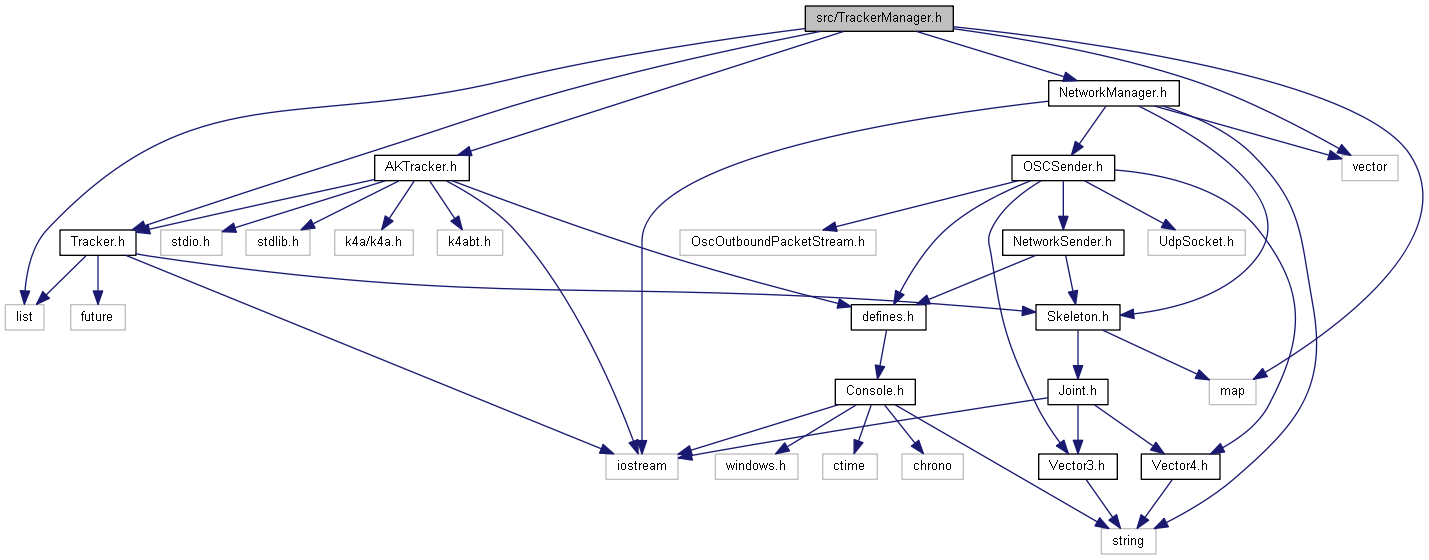 src/TrackerManager.h
NetworkManager.h
AKTracker.h
OSCSender.h
vector
Tracker.h
stdio.h
stdlib.h
k4a/k4a.h
k4abt.h
OscOutboundPacketStream.h
NetworkSender.h
UdpSocket.h
list
future
defines.h
Skeleton.h
Console.h
Joint.h
map
iostream
windows.h
ctime
chrono
Vector3.h
Vector4.h
string